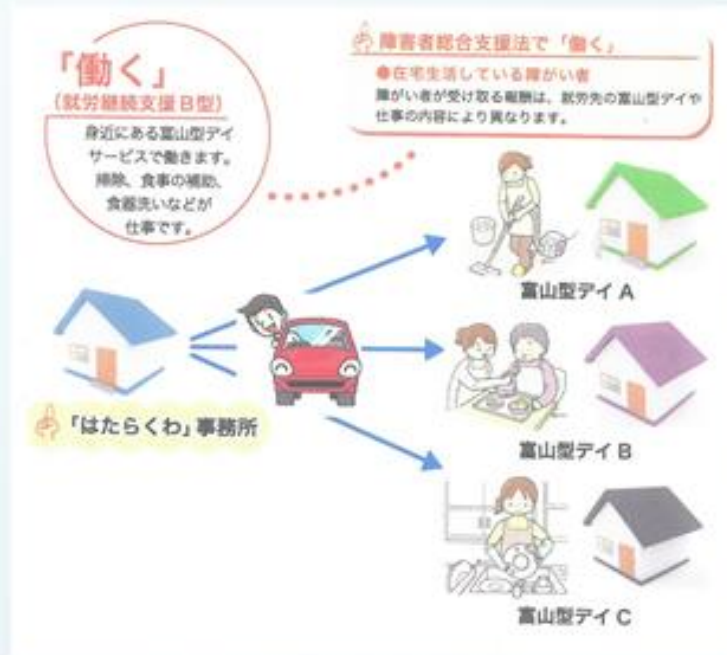 「働く」
（就労継続支援B型）
身近にある富山型デイ
サービスで働きます。
掃除、食事の補助、
食器洗いなどが
仕事です。
障害者総合支援法で「働く」
●在宅生活している障がい者
障がい者が受け取る報酬は、就労先の富山型デイや
仕事の内容により異なります。
富山型デイ A
富山型デイ B
「はたらくわ」事務所
富山型デイ C